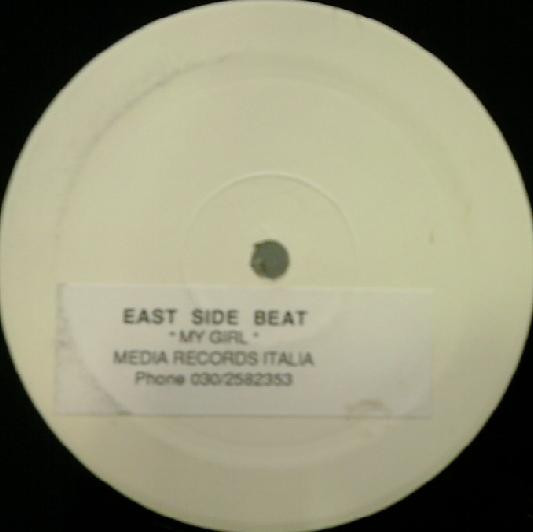 EAST SIDE BEAT
" MY GIRL "
MEDIA RECORDS ITALIA
Phone 030/2582353